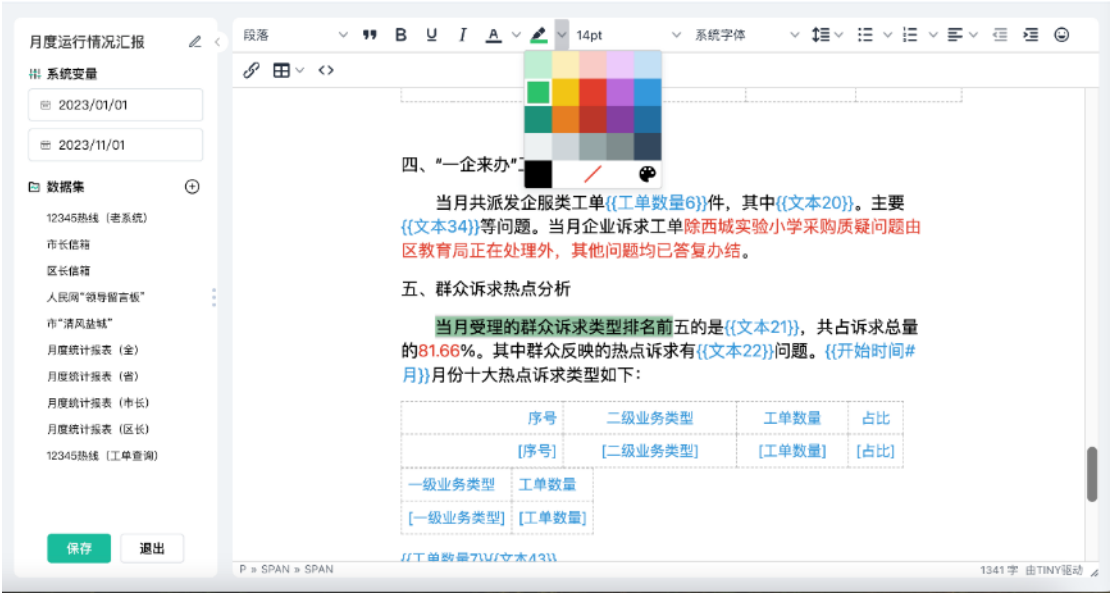 月度运行情况汇报
系统变量
2023/01/01
2023/11/01
数据集
12345热线（老系统）
市长信箱
区长信箱
人民网“领导留言板”
市“清风盐城”
月度统计报表（全）
月度统计报表（省）
月度统计报表（市长）
月度统计报表（区长）
12345热线（工单查询）
保存 退出
段落 B U I A 14pt 系统字体
四、“一企来办”
当月共派发企服类工单{{工单数量6}}件，其中{{文本20}}。主要
{{文本34}}等问题。当月企业诉求工单除西城实验小学采购质疑问题由
区教育局正在处理外，其他问题均已答复办结。
五、群众诉求热点分析
当月受理的群众诉求类型排名前五的是{{文本21}}，共占诉求总量
的81.66%。其中群众反映的热点诉求有{{文本22}}问题。{{开始时间#
月}}月份十大热点诉求类型如下：
序号 二级业务类型 工单数量 占比
[序号] [二级业务类型] [工单数量] [占比]
一级业务类型 工单数量
[一级业务类型] [工单数量]
{{工单数量7}}{{文本43}}
P » SPAN » SPAN 1341 字 由TINY驱动